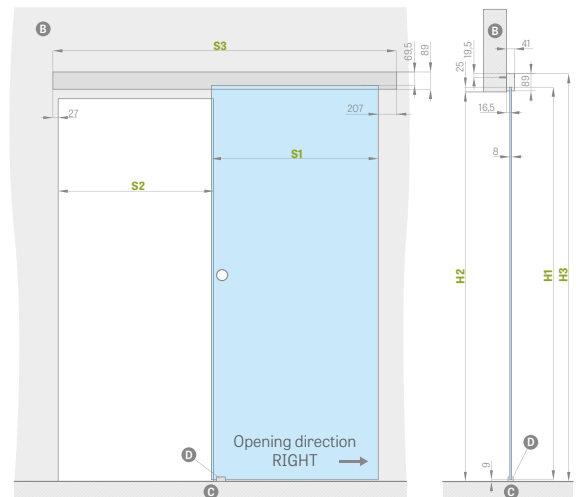 B
S3
69,5
89
27
207
S1
S2
Opening direction
RIGHT
D
C
B
41
19,5
25
89
16,5
8
H2
H1
H3
9
D
C